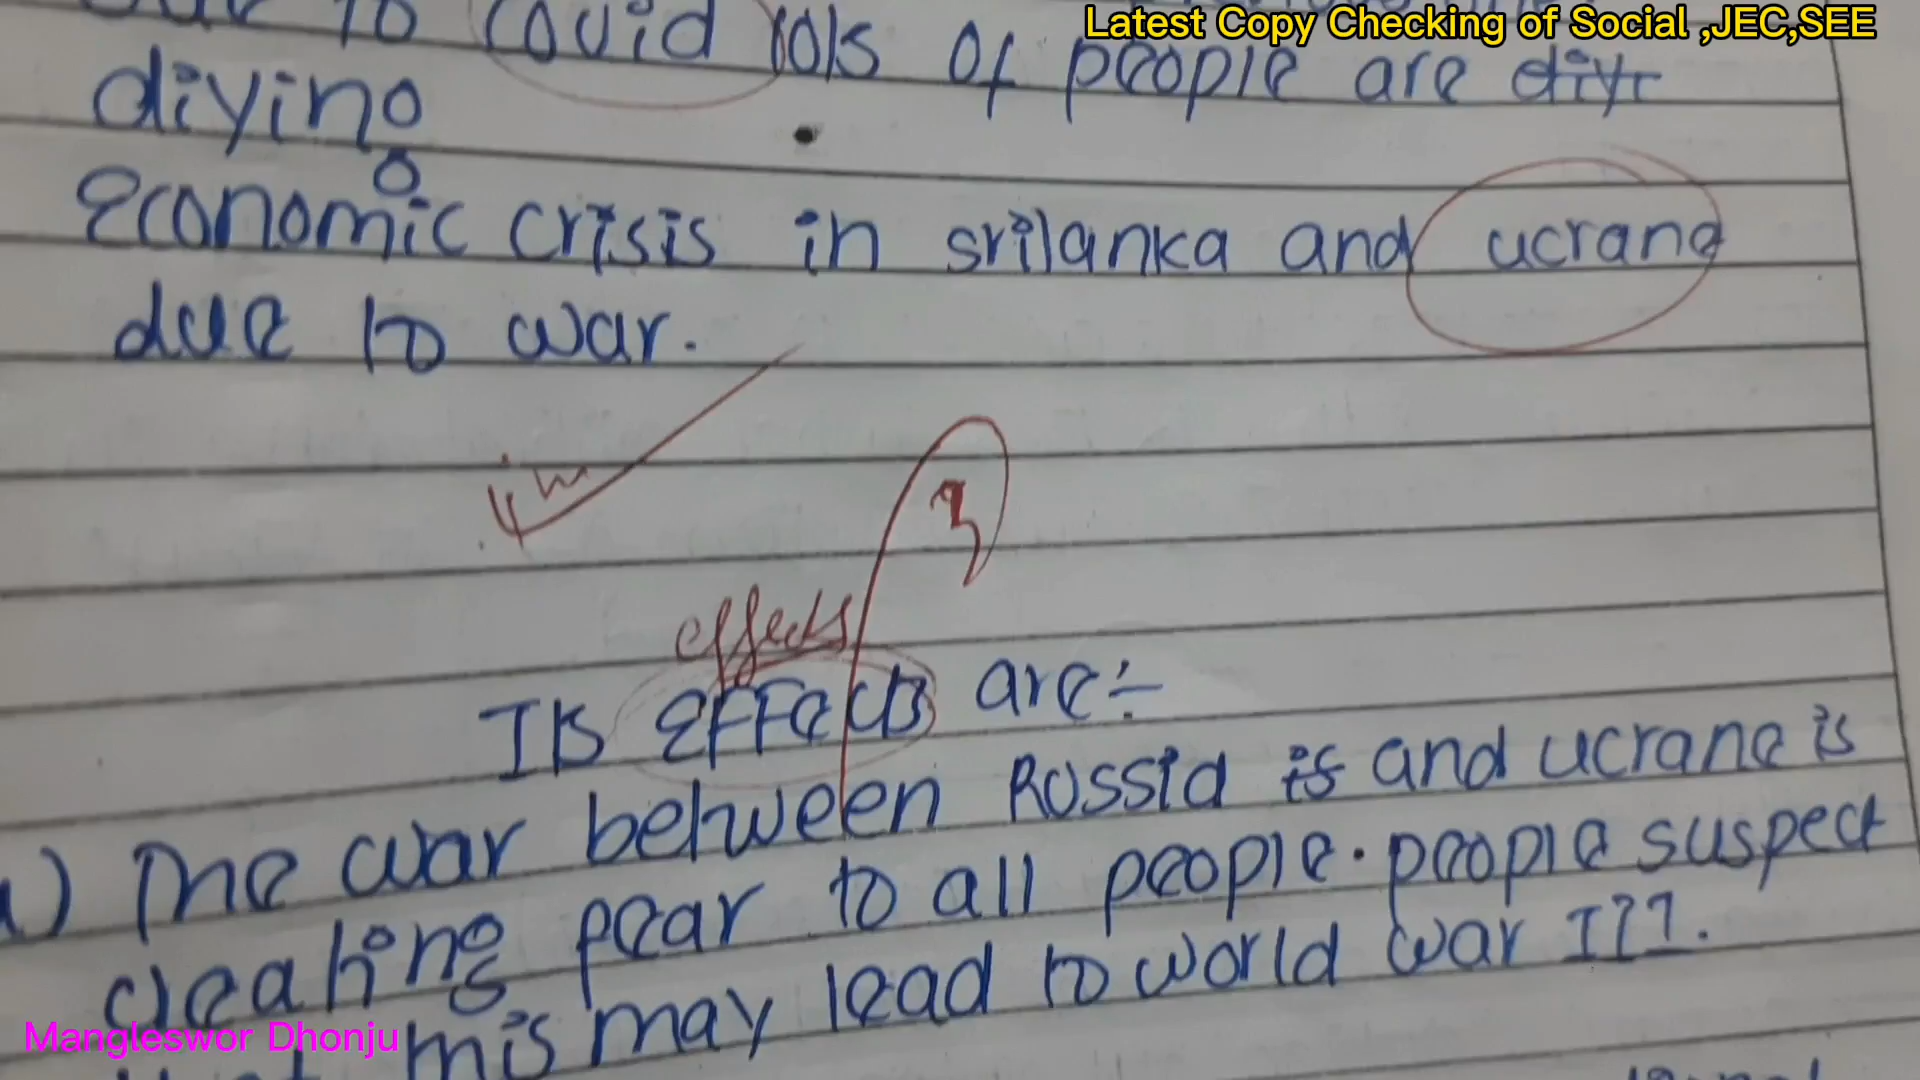 Latest Copy Checking of Social ,JEC,SEE
to Covid lots of people are
diying
economic crisis in srilanka and ucrane
due to war.
effects
Its effects are:-
The war between Russia is and ucrane is
creating fear to all people. people suspect
this may lead to world war III.
Mangleswor Dhonju